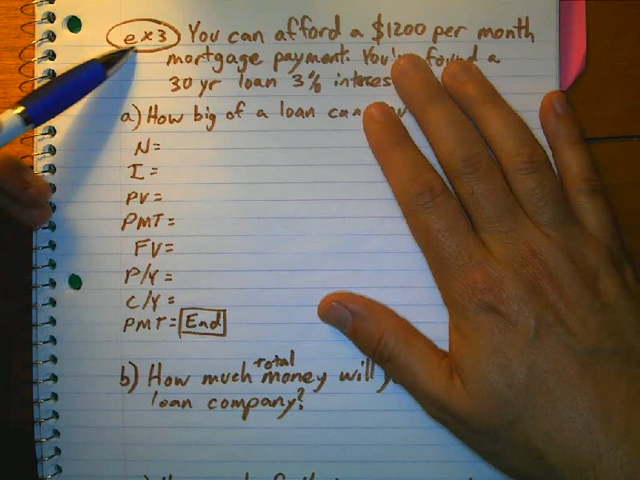 ex3 You can afford a $1200 per month
mortgage payment. You've found a
30 yr loan 3%
a) How big of a loan can
N=
I=
PV=
PMT=
FV=
P/Y=
C/Y=
PMT= End
b) How much total money will
loan company?